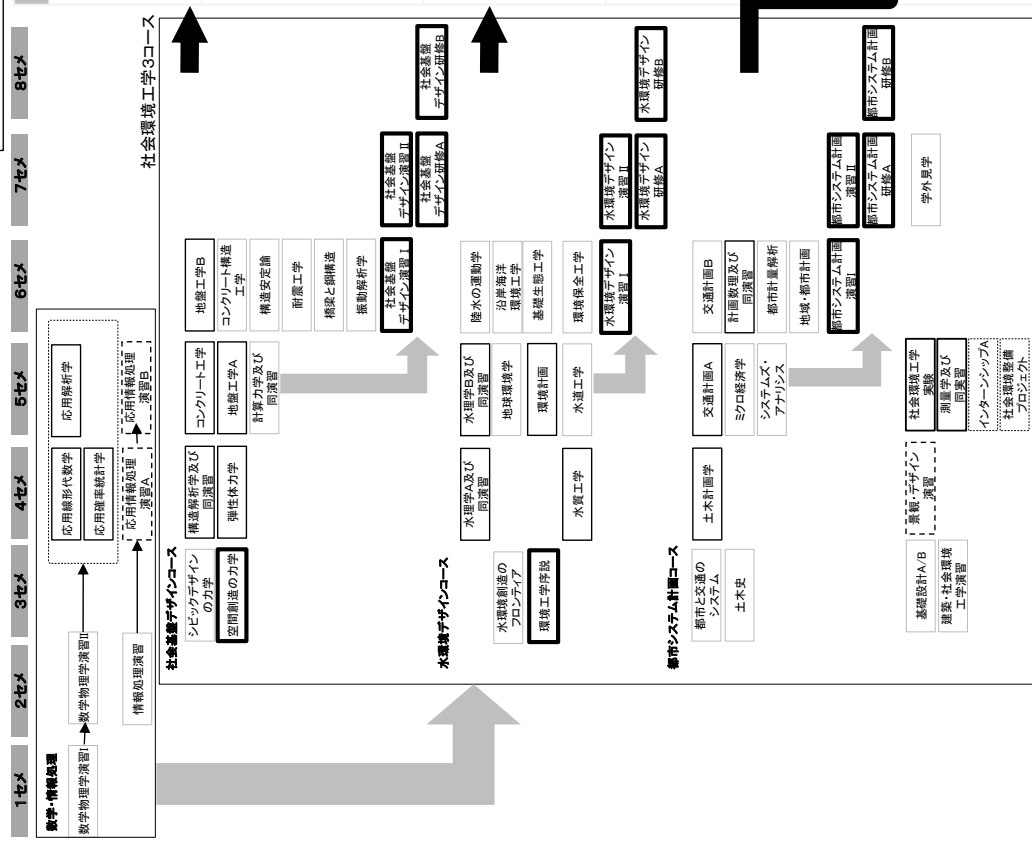 1セメ
2セメ
3セメ
4セメ
5セメ
6セメ
7セメ
8セメ
数学・情報処理
数学物理学演習Ⅰ
数学物理学演習Ⅱ
情報処理演習
応用線形代数学
応用確率統計学
応用解析学
応用情報処理
演習A
応用情報処理
演習B
社会環境工学3コース
社会基盤デザインコース
シビックデザイン
の力学
空間創造の力学
構造解析学及び
同演習
弾性体力学
コンクリート工学
地盤工学A
計算力学及び
同演習
地盤工学B
コンクリート構造
工学
構造安定論
耐震工学
橋梁と鋼構造
振動解析学
社会基盤
デザイン演習Ⅰ
社会基盤
デザイン演習Ⅱ
社会基盤
デザイン研修A
社会基盤
デザイン研修B
水環境デザインコース
水環境創造の
フロンティア
環境工学序説
水理学A及び
同演習
水質工学
水理学B及び
同演習
地球環境学
環境計画
水道工学
陸水の運動学
沿岸海洋
環境工学
基礎生態工学
環境保全工学
水環境デザイン
演習Ⅰ
水環境デザイン
演習Ⅱ
水環境デザイン
研修A
水環境デザイン
研修B
都市システム計画コース
都市と交通の
システム
土木史
土木計画学
交通計画A
ミクロ経済学
システムズ・
アナリシス
交通計画B
計画数理及び
同演習
都市計量解析
地域・都市計画
都市システム計画
演習Ⅰ
都市システム計画
演習Ⅱ
都市システム計画
研修A
都市システム計画
研修B
基礎設計A/B
建築・社会環境
工学演習
景観・デザイン
演習
社会環境工学
実験
測量学及び
同実習
インターンシップA
社会環境整備
プロジェクト
学外見学